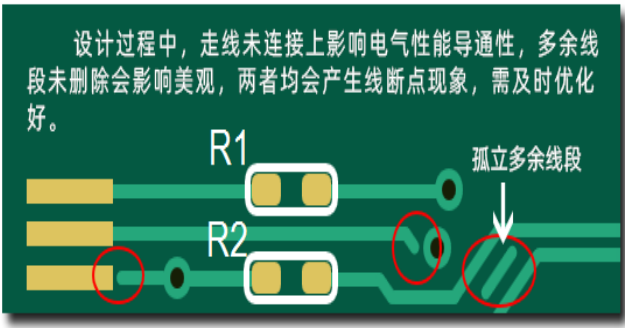 设计过程中，走线未连接上影响电气性能导通性，多余线
段未删除会影响美观，两者均会产生线断点现象，需及时优化
好。
R1
孤立多余线段
R2